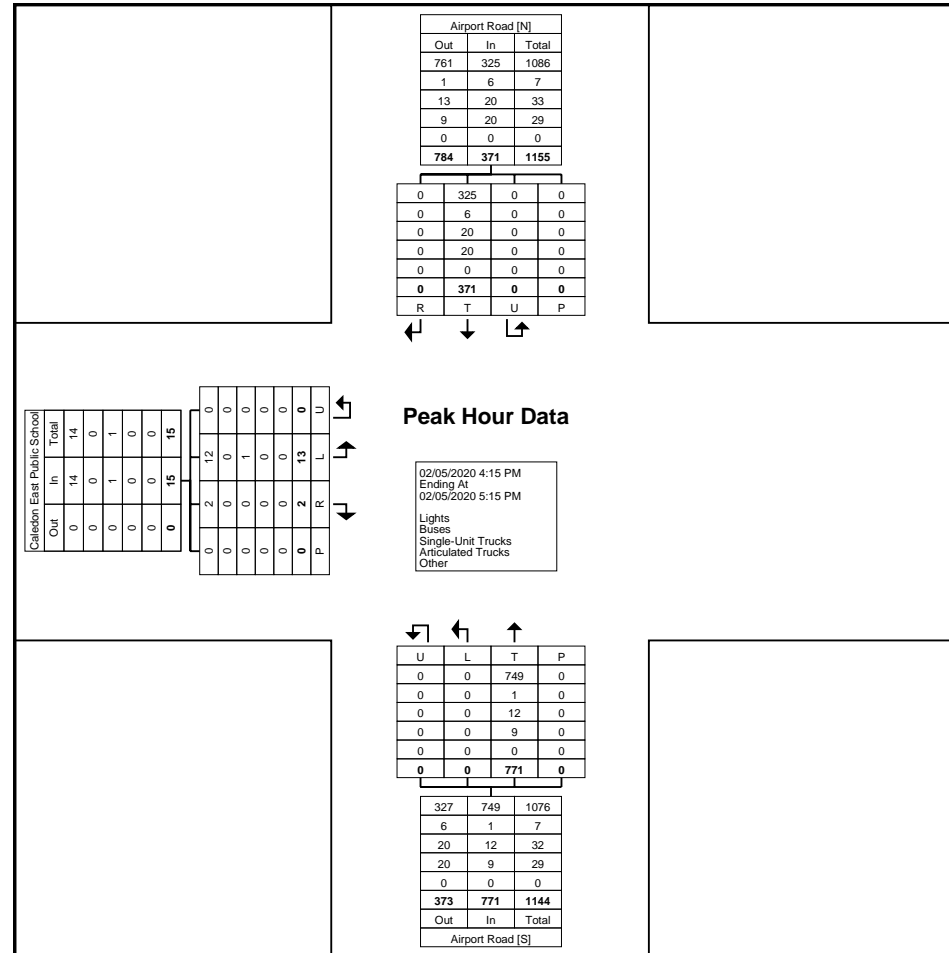 Airport Road [N]
Out In Total
761 325 1086
1 6 7
13 20 33
9 20 29
0 0 0
784 371 1155
0 325 0 0
0 6 0 0
0 20 0 0
0 20 0 0
0 0 0 0
0 371 0 0
R T U P
Caledon East Public School
Out In Total
0 14 14
0 0 0
0 1 1
0 0 0
0 0 0
0 15 15
0 2 12 0
0 0 0 0
0 0 1 0
0 0 0 0
0 0 0 0
0 2 13 0
P R L U
Peak Hour Data
02/05/2020 4:15 PM
Ending At
02/05/2020 5:15 PM
Lights
Buses
Single-Unit Trucks
Articulated Trucks
Other
U L T P
0 0 749 0
0 0 1 0
0 0 12 0
0 0 9 0
0 0 0 0
0 0 771 0
327 749 1076
6 1 7
20 12 32
20 9 29
0 0 0
373 771 1144
Out In Total
Airport Road [S]